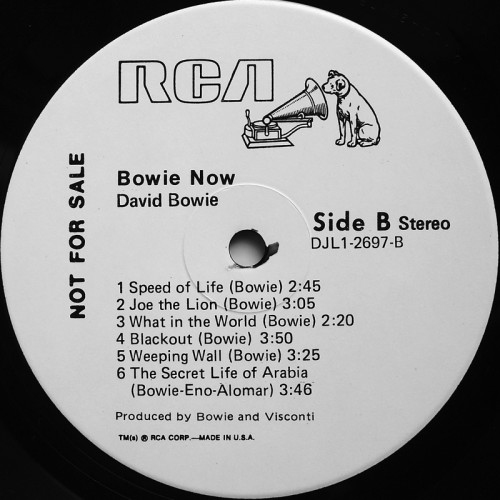 RCA
NOT FOR SALE
Bowie Now
David Bowie
Side B Stereo
DJL1-2697-B
1 Speed of Life (Bowie) 2:45
2 Joe the Lion (Bowie) 3:05
3 What in the World (Bowie) 2:20
4 Blackout (Bowie) 3:50
5 Weeping Wall (Bowie) 3:25
6 The Secret Life of Arabia
(Bowie-Eno-Alomar) 3:46
Produced by Bowie and Visconti
TM(s) ® RCA CORP.—MADE IN U.S.A.